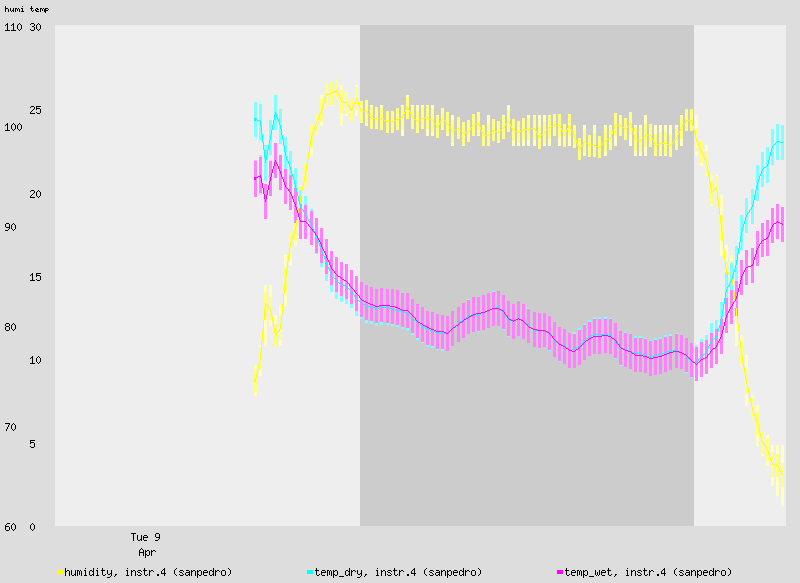 humi temp
110 30
25
100
20
90
15
80
10
70
5
60 0
Tue 9
Apr
humidity, instr.4 (sanpedro) temp_dry, instr.4 (sanpedro) temp_wet, instr.4 (sanpedro)